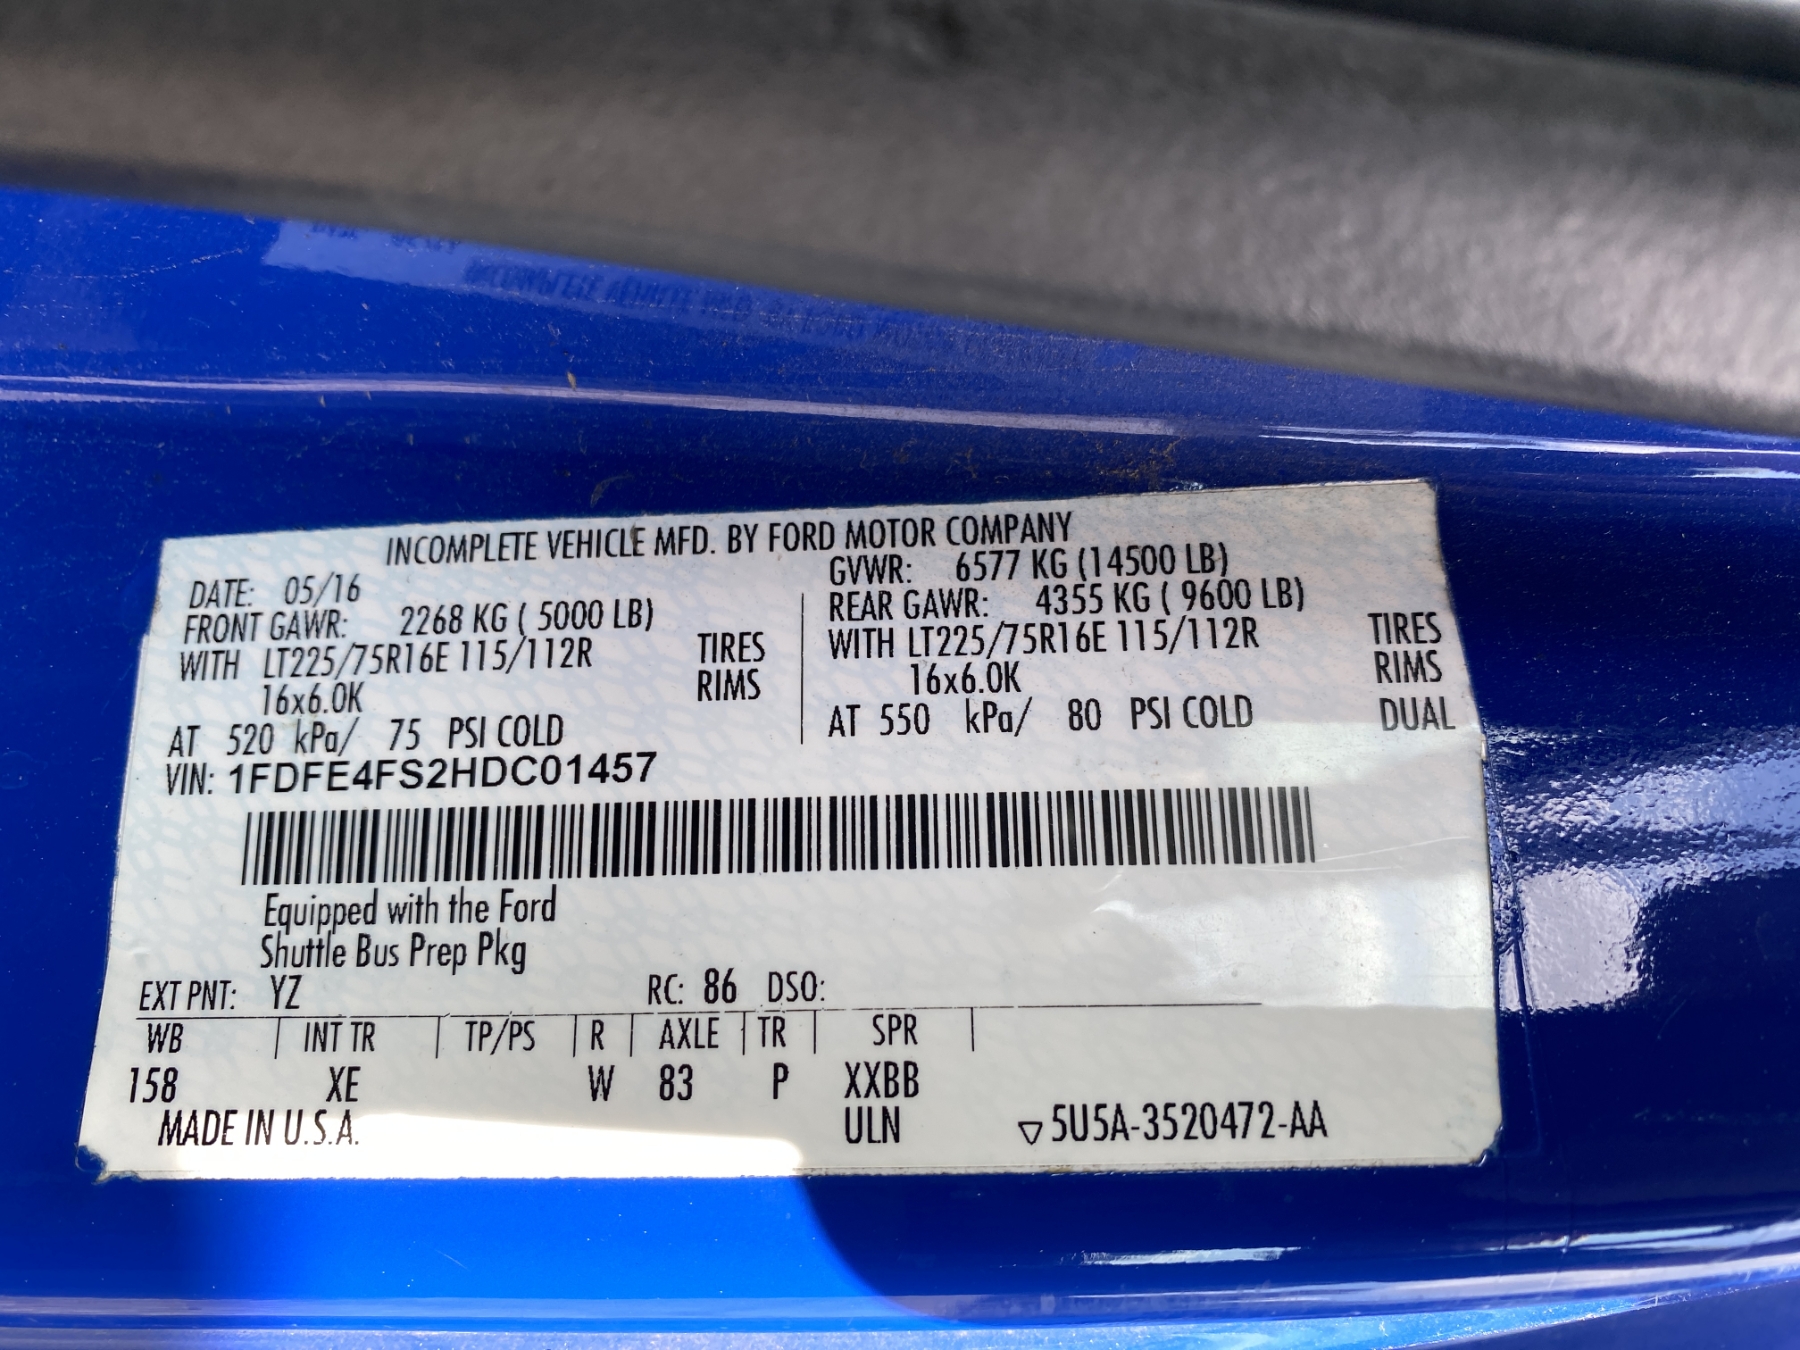 INCOMPLETE VEHICLE MFD. BY FORD MOTOR COMPANY
DATE: 05/16
GVWR: 6577 KG (14500 LB)
FRONT GAWR: 2268 KG ( 5000 LB)
REAR GAWR: 4355 KG ( 9600 LB)
WITH LT225/75R16E 115/112R TIRES
WITH LT225/75R16E 115/112R TIRES
16x6.0K RIMS
16x6.0K RIMS
AT 520 kPa/ 75 PSI COLD
AT 550 kPa/ 80 PSI COLD DUAL
VIN: 1FDFE4FS2HDC01457
Equipped with the Ford
Shuttle Bus Prep Pkg
EXT PNT: YZ RC: 86 DSO:
WB | INT TR | TP/PS | R | AXLE | TR | SPR |
158 XE W 83 P XXBB
MADE IN U.S.A. ULN ▽5U5A-3520472-AA